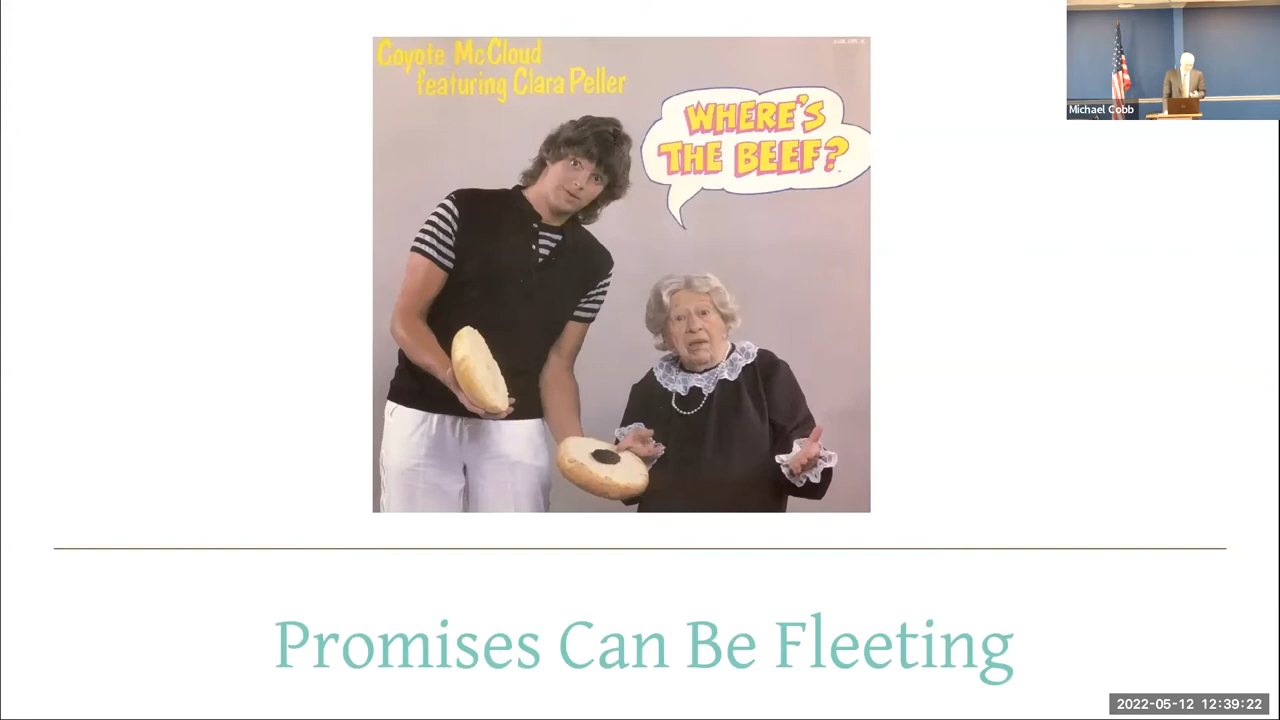 Coyote McCloud
featuring Clara Peller
WHERE'S
THE BEEF?
Michael Cobb
Promises Can Be Fleeting
2022-05-12 12:39:22